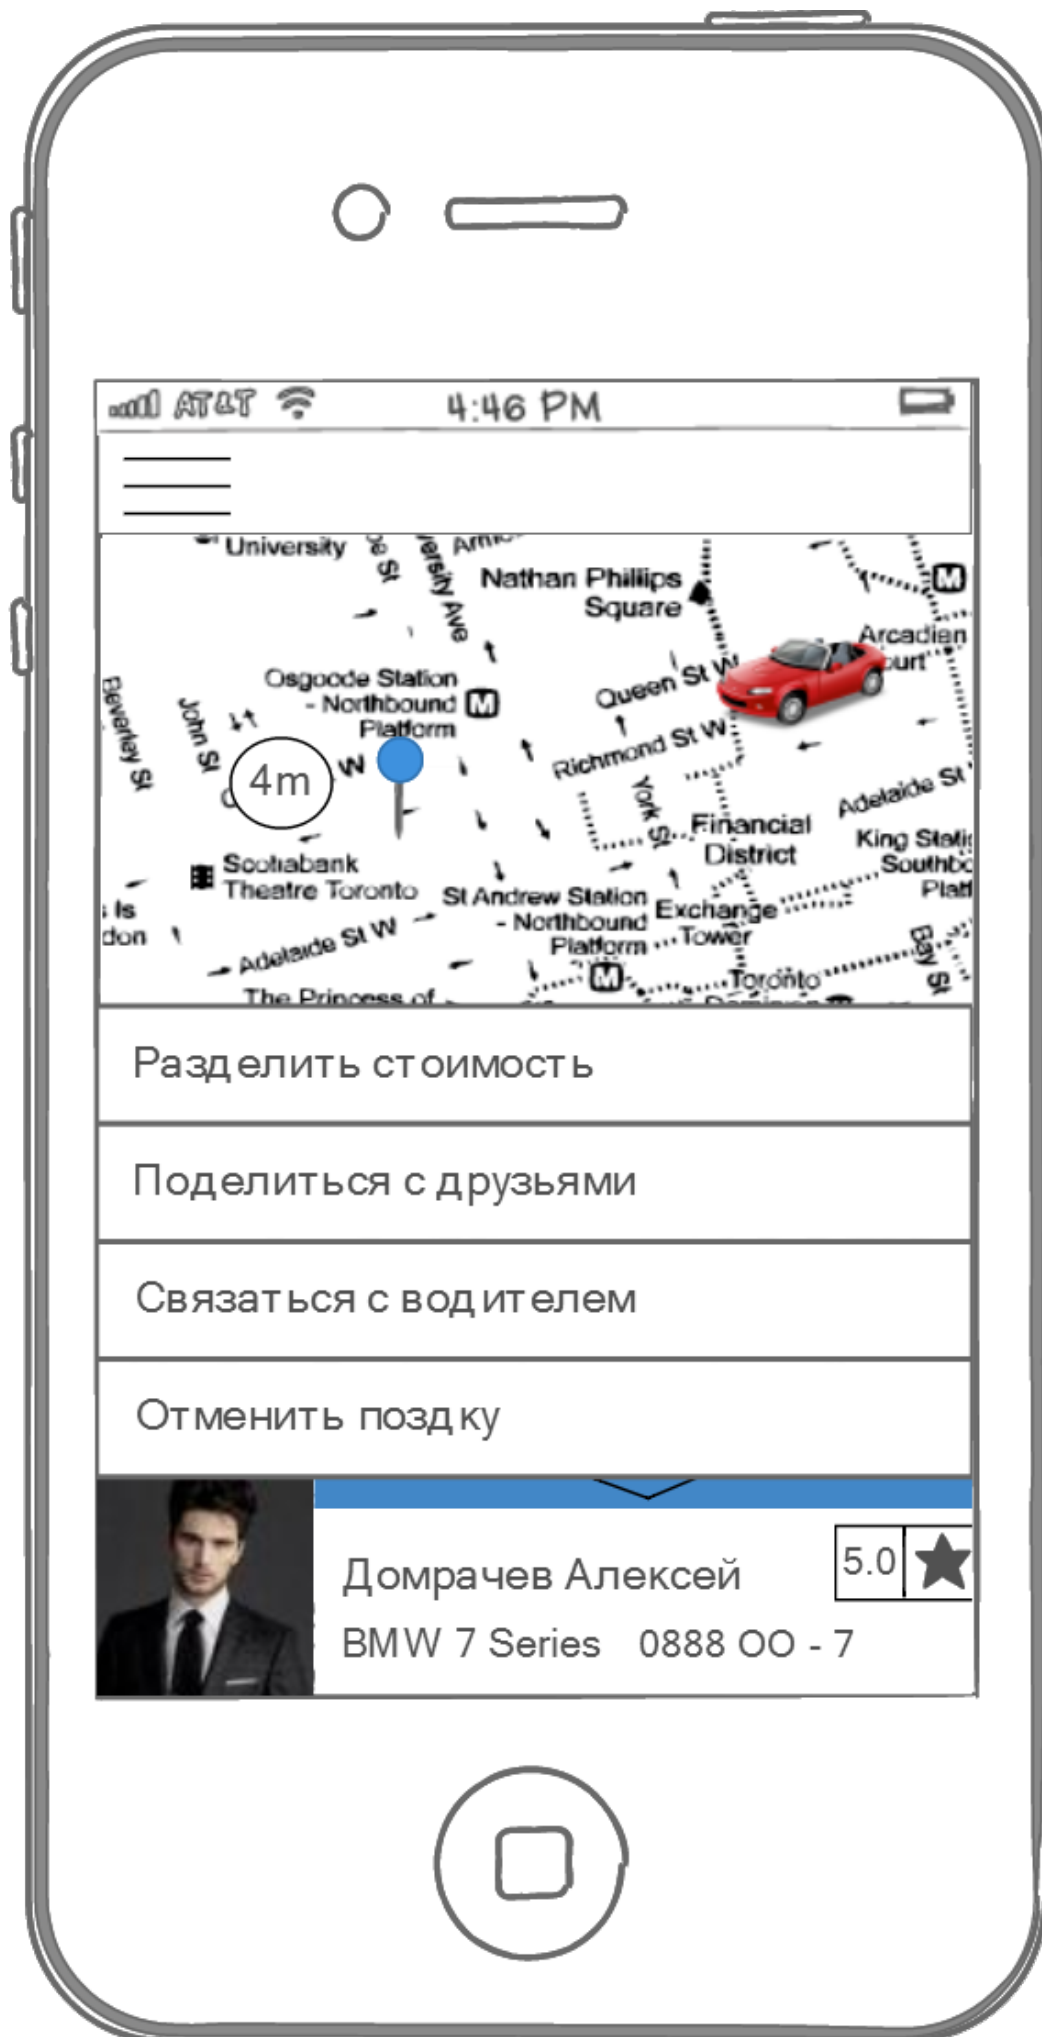 AT&T 4:46 PM
University
Nathan Phillips
Square
Arcadian
Osgoode Station
- Northbound
Platform
Queen St W
Beverley St
John St
Richmond St W
W
4m
York St
Adelaide St
Financial
District
King
Scotiabank
Theatre Toronto
St Andrew Station
- Northbound
Platform
Exchange
Tower
Adelaide St W
Bay St
Toronto
The Princess of
Разделить стоимость
Поделиться с друзьями
Связаться с водителем
Отменить поздку
Домрачев Алексей
5.0
BMW 7 Series 0888 OO - 7